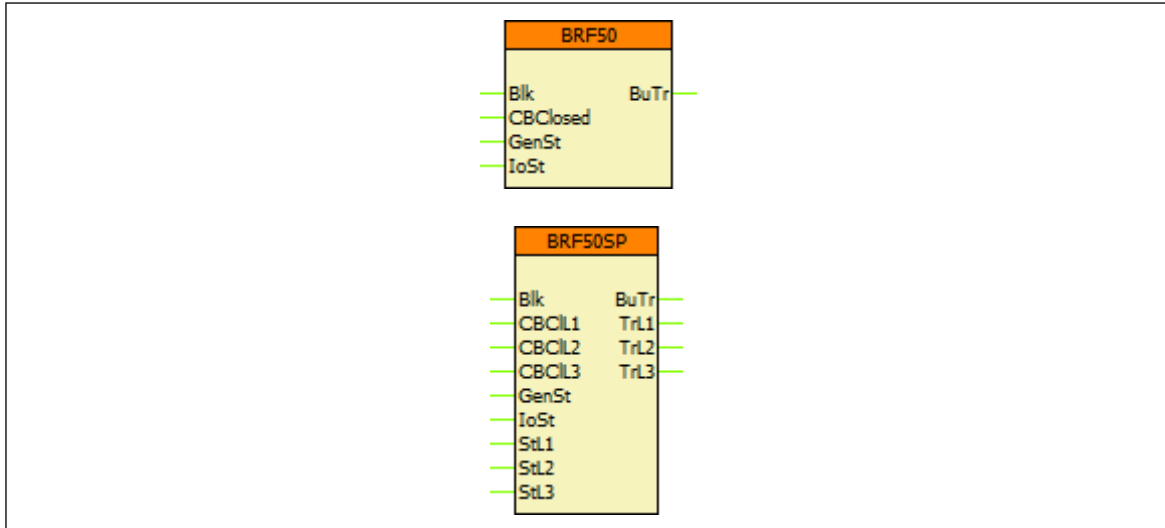 BRF50
Blk BuTr
CBClosed
GenSt
IoSt
BRF50SP
Blk BuTr
CBClL1 TrL1
CBClL2 TrL2
CBClL3 TrL3
GenSt
IoSt
StL1
StL2
StL3